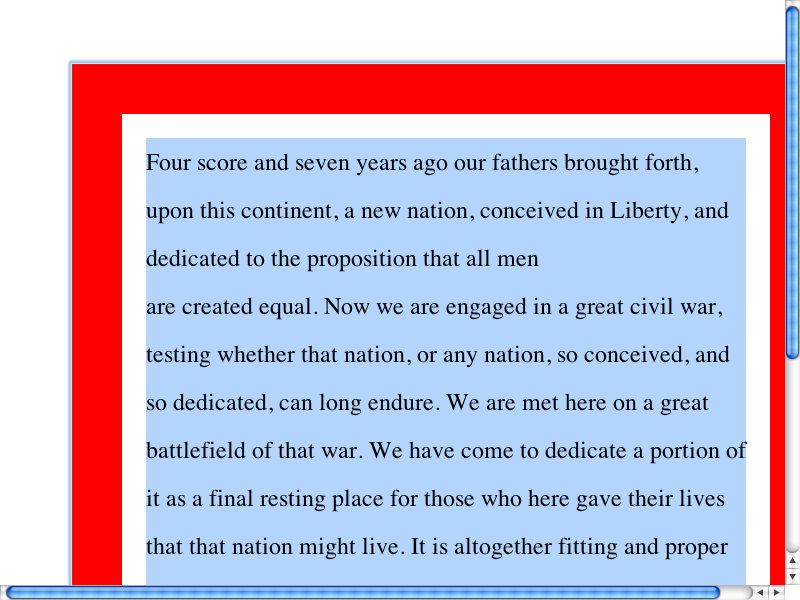 Four score and seven years ago our fathers brought forth,
upon this continent, a new nation, conceived in Liberty, and
dedicated to the proposition that all men
are created equal. Now we are engaged in a great civil war,
testing whether that nation, or any nation, so conceived, and
so dedicated, can long endure. We are met here on a great
battlefield of that war. We have come to dedicate a portion of
it as a final resting place for those who here gave their lives
that that nation might live. It is altogether fitting and proper